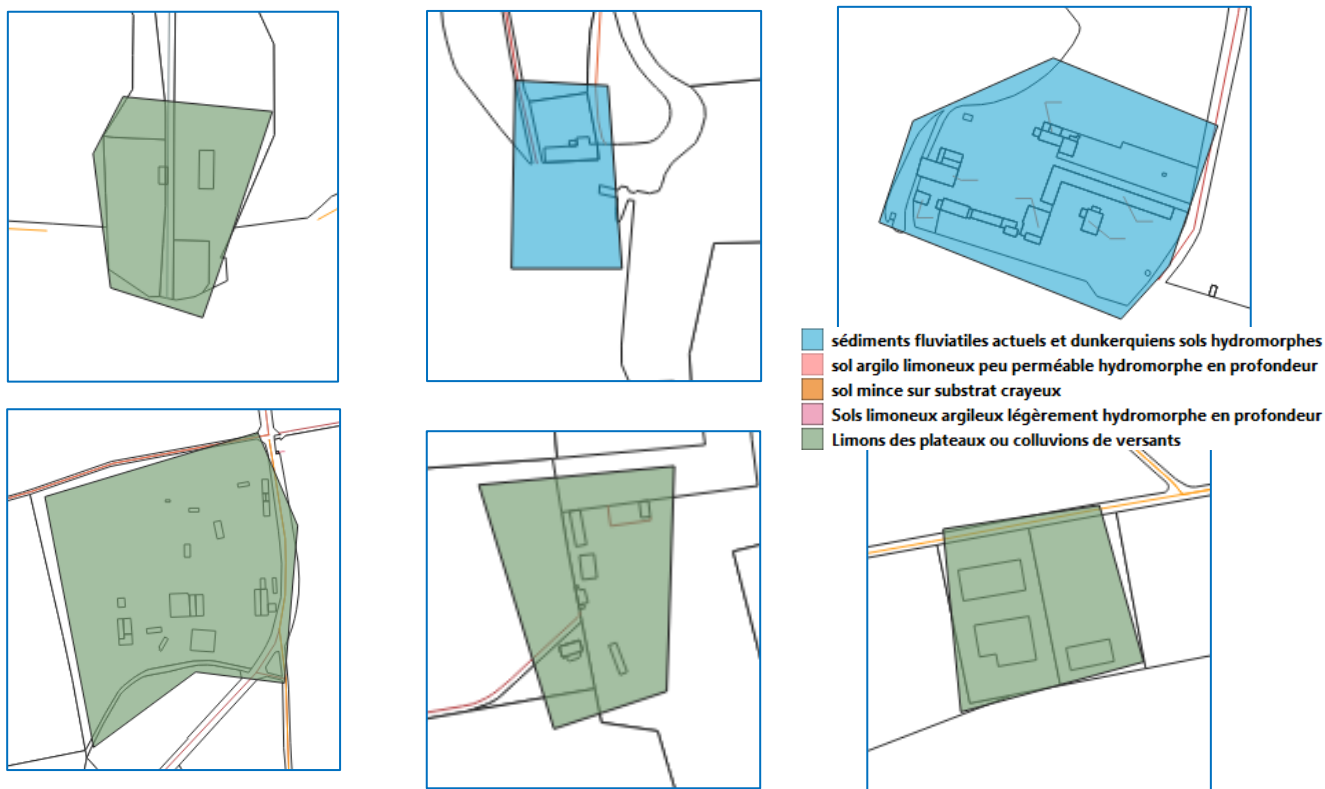 sédiments fluviatiles actuels et dunkerquiens sols hydromorphes
sol argilo limoneux peu perméable hydromorphe en profondeur
sol mince sur substrat crayeux
Sols limoneux argileux légèrement hydromorphe en profondeur
Limons des plateaux ou colluvions de versants